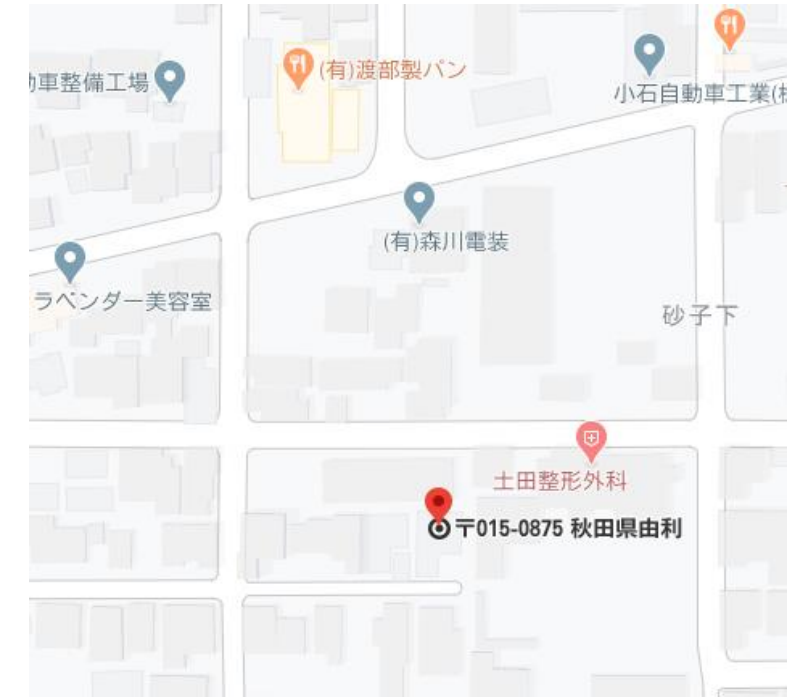 (有)渡部製パン
動車整備工場
小石自動車工業(株
(有)森川電装
ラベンダー美容室
砂子下
土田整形外科
〒015-0875 秋田県由利